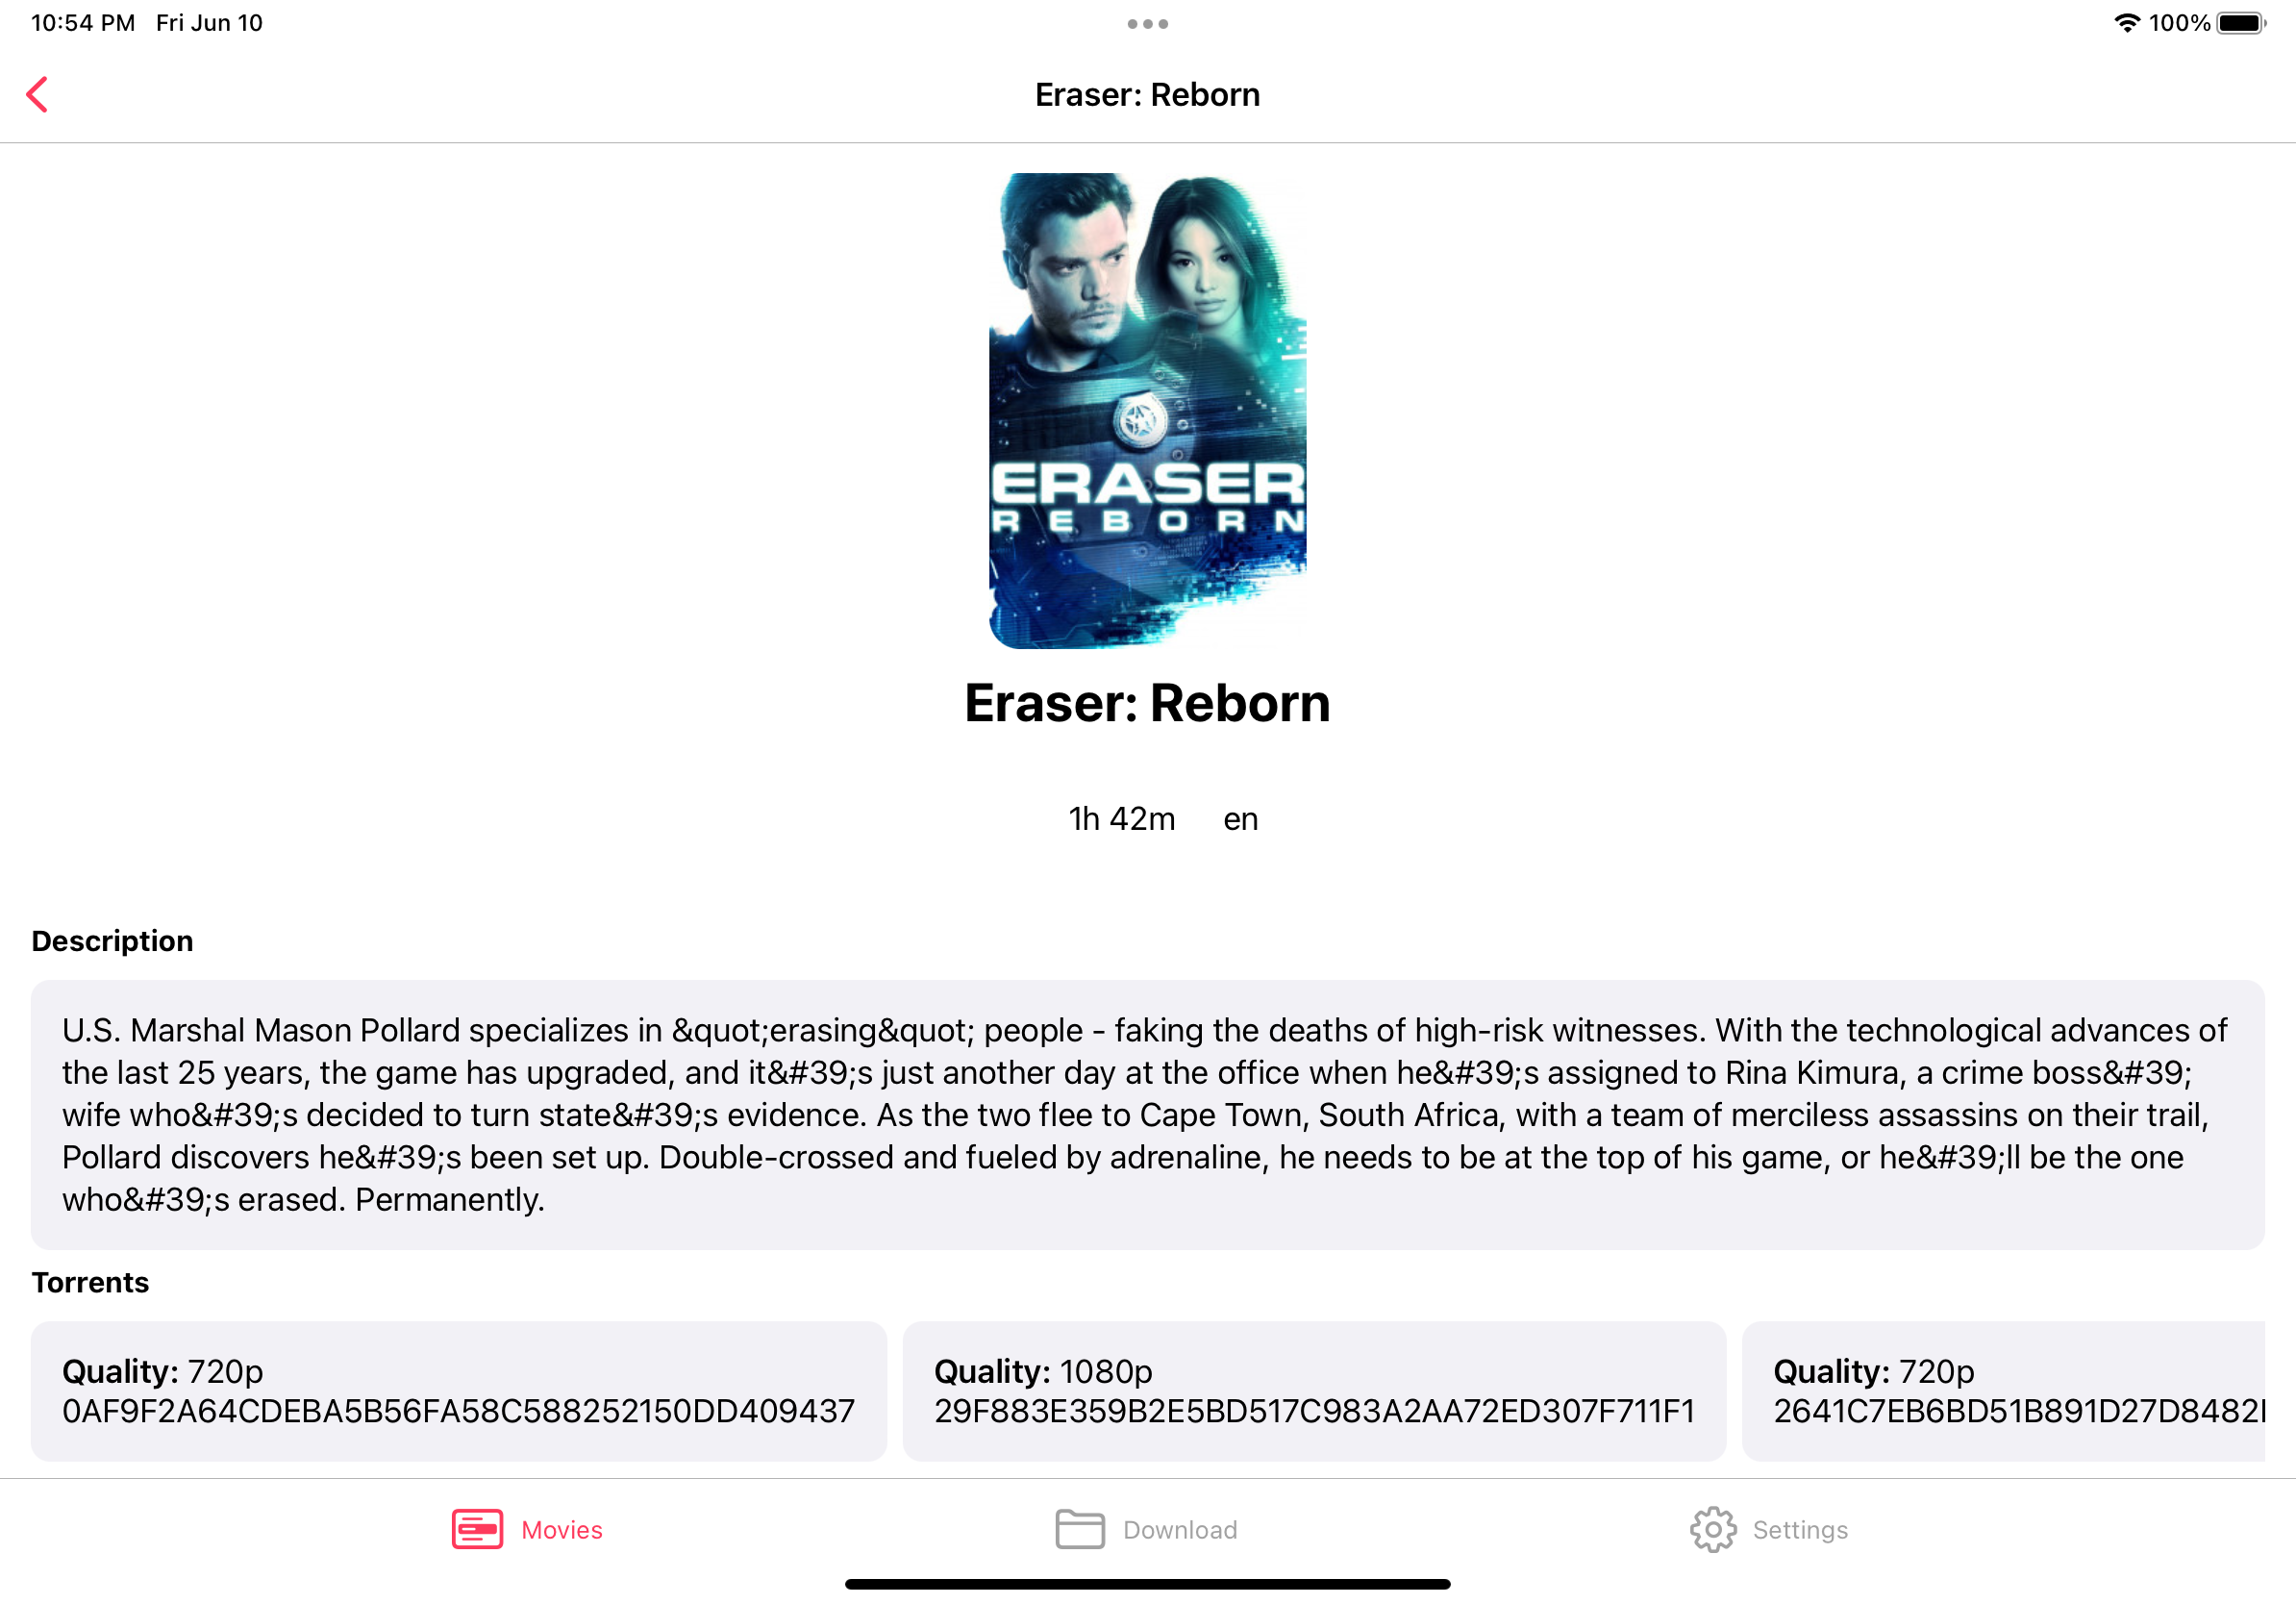 10:54 PM Fri Jun 10
100%
Eraser: Reborn
ERASER
REBORN
Eraser: Reborn
1h 42m en
Description
U.S. Marshal Mason Pollard specializes in &quot;erasing&quot; people - faking the deaths of high-risk witnesses. With the technological advances of
the last 25 years, the game has upgraded, and it&#39;s just another day at the office when he&#39;s assigned to Rina Kimura, a crime boss&#39;
wife who&#39;s decided to turn state&#39;s evidence. As the two flee to Cape Town, South Africa, with a team of merciless assassins on their trail,
Pollard discovers he&#39;s been set up. Double-crossed and fueled by adrenaline, he needs to be at the top of his game, or he&#39;ll be the one
who&#39;s erased. Permanently.
Torrents
Quality: 720p
0AF9F2A64CDEBA5B56FA58C588252150DD409437
Quality: 1080p
29F883E359B2E5BD517C983A2AA72ED307F711F1
Quality: 720p
2641C7EB6BD51B891D27D8482
Movies
Download
Settings